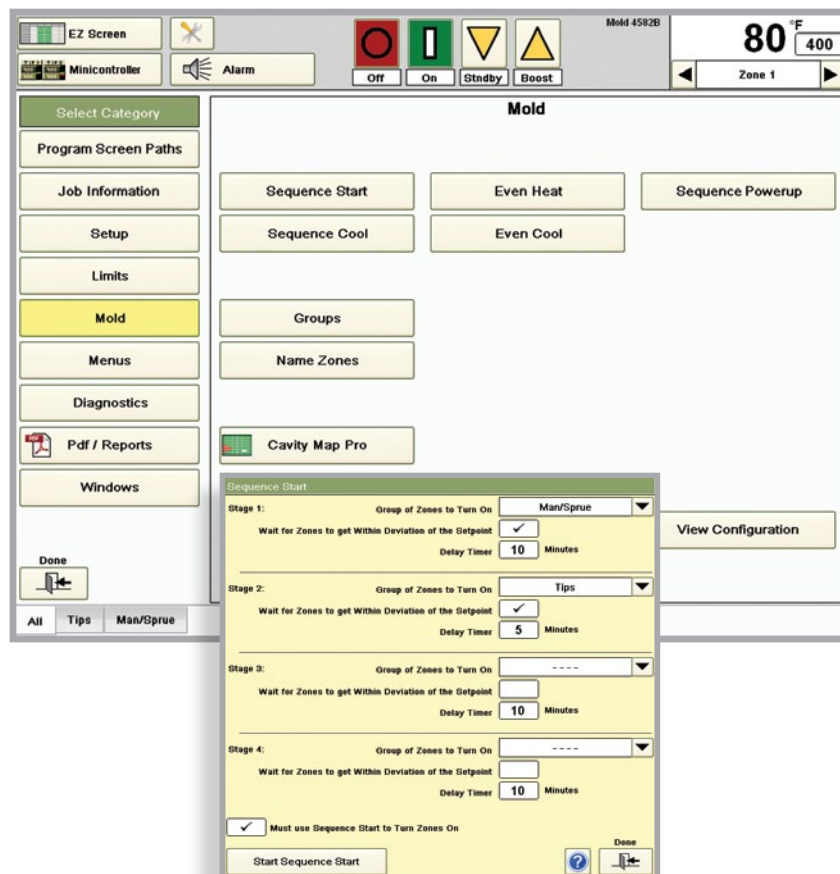 EZ Screen
Minicontroller
Alarm
Off
On
Stndby
Boost
Mold 4582B
80 °F
400
Zone 1
Select Category
Program Screen Paths
Job Information
Setup
Limits
Mold
Menus
Diagnostics
Pdf / Reports
Windows
Done
All
Tips
Man/Sprue
Mold
Sequence Start
Even Heat
Sequence Powerup
Sequence Cool
Even Cool
Groups
Name Zones
Cavity Map Pro
View Configuration
Sequence Start
Stage 1: Group of Zones to Turn On Man/Sprue
Wait for Zones to get Within Deviation of the Setpoint
Delay Timer 10 Minutes
Stage 2: Group of Zones to Turn On Tips
Wait for Zones to get Within Deviation of the Setpoint
Delay Timer 5 Minutes
Stage 3: Group of Zones to Turn On ----
Wait for Zones to get Within Deviation of the Setpoint
Delay Timer 10 Minutes
Stage 4: Group of Zones to Turn On ----
Wait for Zones to get Within Deviation of the Setpoint
Delay Timer 10 Minutes
Must use Sequence Start to Turn Zones On
Start Sequence Start
?
Done